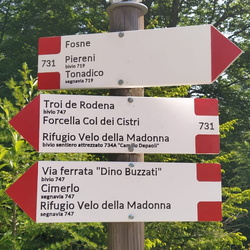 Fosne
731
Piereni
bivio 719
Tonadico
segnavia 719
Troi de Rodena
bivio 747
Forcella Col dei Cistri
731
Rifugio Velo della Madonna
bivio sentiero attrezzato 734A "Camillo Depaoli"
Via ferrata "Dino Buzzati"
bivio 747
Cimerlo
segnavia 747
Rifugio Velo della Madonna
segnavia 747